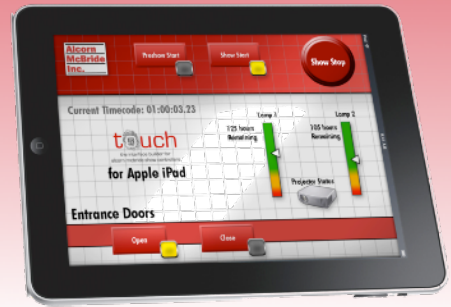 Alcorn
McBride
Inc.
Preshow Start
Show Start
Show Stop
Current Timecode: 01:00:03.23
Lamp 1
Lamp 2
125 hours
Remaining
105 hours
Remaining
touch
for Apple iPad
Projector Status
Entrance Doors
Open
Close